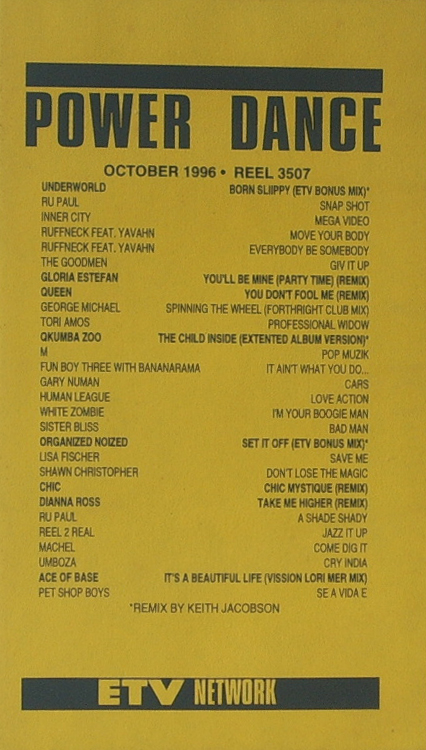 POWER DANCE
OCTOBER 1996 • REEL 3507
UNDERWORLD BORN SLIIPPY (ETV BONUS MIX)*
RU PAUL SNAP SHOT
INNER CITY MEGA VIDEO
RUFFNECK FEAT. YAVAHN MOVE YOUR BODY
RUFFNECK FEAT. YAVAHN EVERYBODY BE SOMEBODY
THE GOODMEN GIV IT UP
GLORIA ESTEFAN YOU'LL BE MINE (PARTY TIME) (REMIX)
QUEEN YOU DON'T FOOL ME (REMIX)
GEORGE MICHAEL SPINNING THE WHEEL (FORTHRIGHT CLUB MIX)
TORI AMOS PROFESSIONAL WIDOW
QKUMBA ZOO THE CHILD INSIDE (EXTENTED ALBUM VERSION)*
M POP MUZIK
FUN BOY THREE WITH BANANARAMA IT AIN'T WHAT YOU DO...
GARY NUMAN CARS
HUMAN LEAGUE LOVE ACTION
WHITE ZOMBIE I'M YOUR BOOGIE MAN
SISTER BLISS BAD MAN
ORGANIZED NOIZED SET IT OFF (ETV BONUS MIX)*
LISA FISCHER SAVE ME
SHAWN CHRISTOPHER DON'T LOSE THE MAGIC
CHIC CHIC MYSTIQUE (REMIX)
DIANNA ROSS TAKE ME HIGHER (REMIX)
RU PAUL A SHADE SHADY
REEL 2 REAL JAZZ IT UP
MACHEL COME DIG IT
UMBOZA CRY INDIA
ACE OF BASE IT'S A BEAUTIFUL LIFE (VISSION LORI MER MIX)
PET SHOP BOYS SE A VIDA E
*REMIX BY KEITH JACOBSON
ETV NETWORK